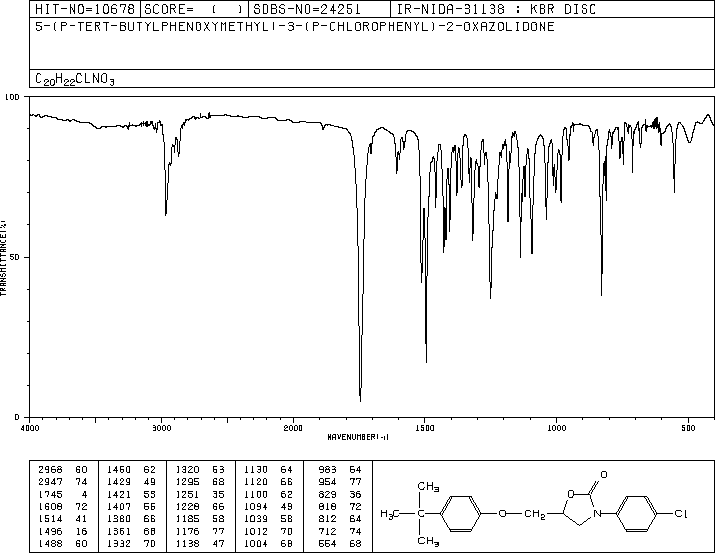 HIT-NO=10678 SCORE= ( ) SDBS-NO=24251 IR-NIDA-31138 : KBR DISC
5-(P-TERT-BUTYLPHENOXYMETHYL)-3-(P-CHLOROPHENYL)-2-OXAZOLIDONE
C20H22CLNO3
100
50
0
TRANSMITTANCE(%)
4000 3000 2000 1500 1000 500
WAVENUMBER(-1)
2968 60 1460 62 1320 53 1130 64 983 64
2947 74 1429 49 1295 68 1120 66 954 77
1745 4 1421 55 1251 35 1100 62 829 36
1608 72 1407 56 1228 66 1094 49 818 72
1514 41 1380 66 1185 58 1039 58 812 64
1496 16 1361 68 1176 77 1012 70 712 74
1488 60 1332 70 1138 47 1004 68 554 68
CH3
H3C
CH3
O
CH2
O
O
N
Cl